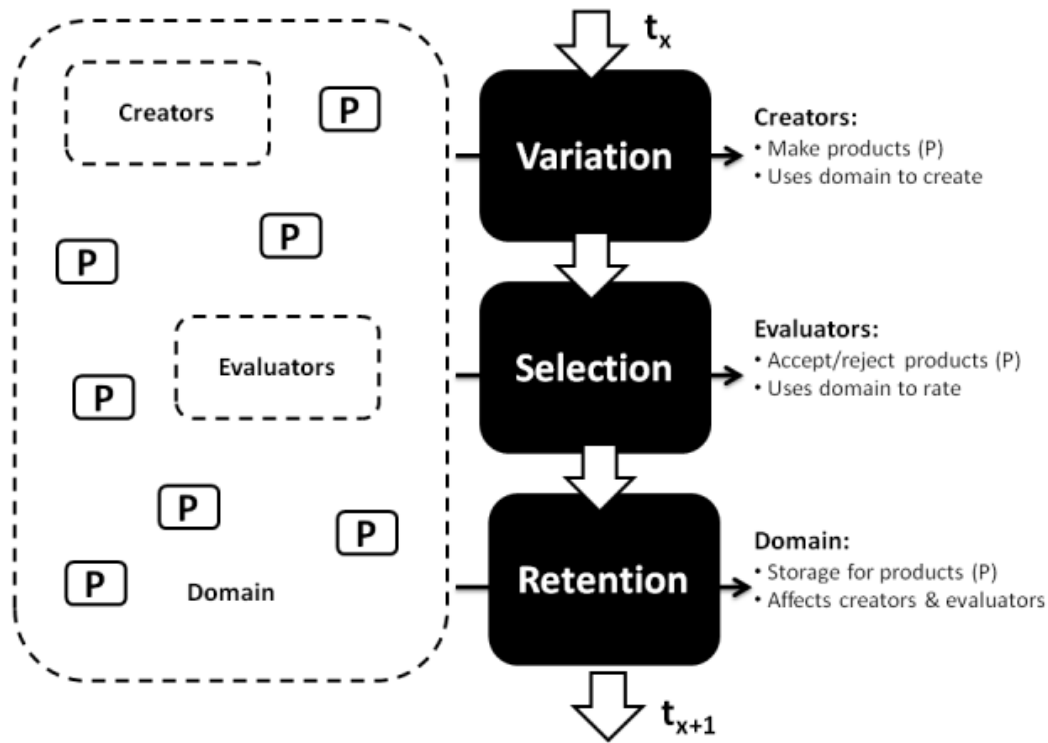 Creators
P
P
P
Evaluators
P
P
P
P
Domain
t_x
Variation
Selection
Retention
t_x+1
Creators:
• Make products (P)
• Uses domain to create
Evaluators:
• Accept/reject products (P)
• Uses domain to rate
Domain:
• Storage for products (P)
• Affects creators & evaluators